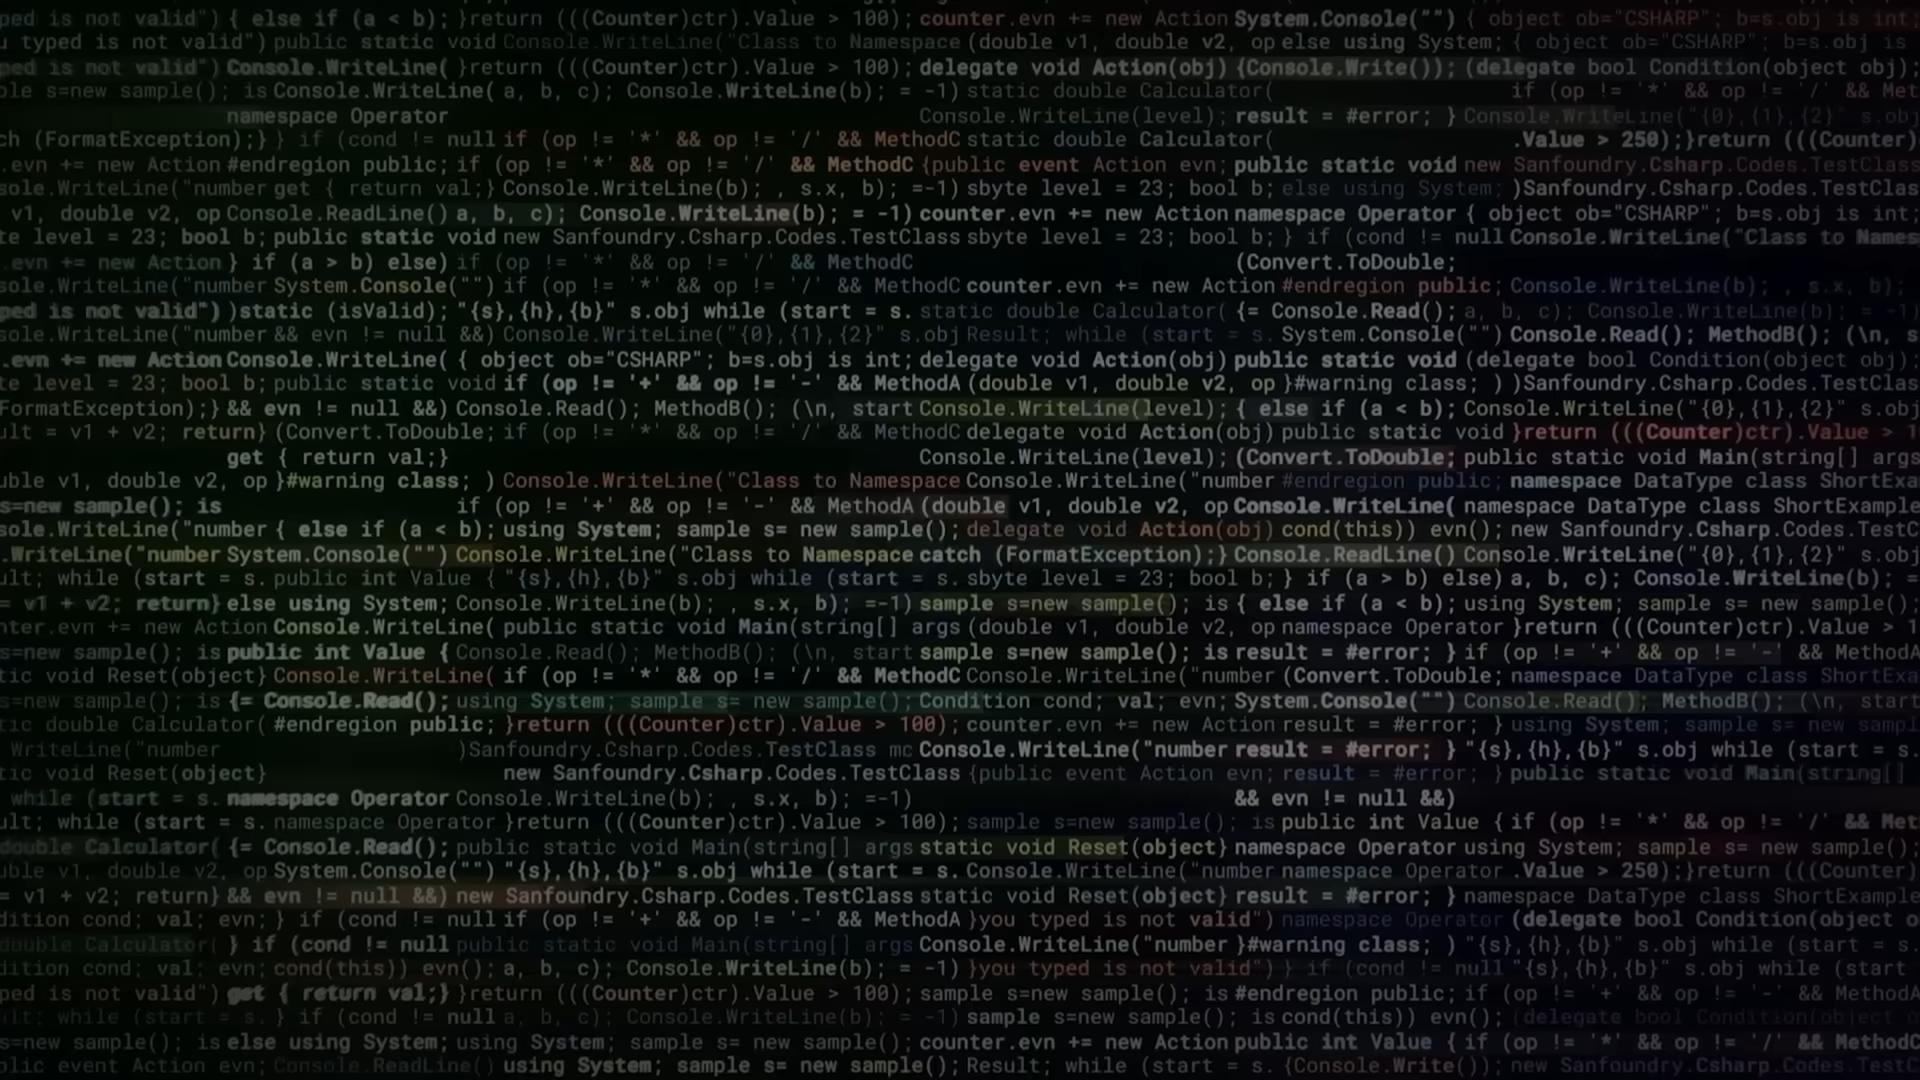 ped is not valid") { else if (a < b); }return (((Counter)ctr).Value > 100); counter.evn += new Action System.Console("") { object ob="CSHARP"; b=s.obj is int;
u typed is not valid") public static void Console.WriteLine("Class to Namespace (double v1, double v2, op else using System; { object ob="CSHARP"; b=s.obj is
ped is not valid") Console.WriteLine( }return (((Counter)ctr).Value > 100); delegate void Action(obj) {Console.Write()); (delegate bool Condition(object obj);
ple s=new sample(); is Console.WriteLine( a, b, c); Console.WriteLine(b); = -1) static double Calculator( if (op != '*' && op != '/' && Met
namespace Operator Console.WriteLine(level); result = #error; } Console.WriteLine("{0},{1},{2}" s.obj
ch (FormatException);} } if (cond != null if (op != '*' && op != '/' && MethodC static double Calculator( .Value > 250);}return (((Counter)
.evn += new Action #endregion public; if (op != '*' && op != '/' && MethodC {public event Action evn; public static void new Sanfoundry.Csharp.Codes.TestClass
sole.WriteLine("number get { return val;} Console.WriteLine(b); , s.x, b); =-1) sbyte level = 23; bool b; else using System; )Sanfoundry.Csharp.Codes.TestClas
v1, double v2, op Console.ReadLine() a, b, c); Console.WriteLine(b); = -1) counter.evn += new Action namespace Operator { object ob="CSHARP"; b=s.obj is int;
te level = 23; bool b; public static void new Sanfoundry.Csharp.Codes.TestClass sbyte level = 23; bool b; } if (cond != null Console.WriteLine("Class to Names
.evn += new Action } if (a > b) else) if (op != '*' && op != '/' && MethodC (Convert.ToDouble;
sole.WriteLine("number System.Console("") if (op != '*' && op != '/' && MethodC counter.evn += new Action #endregion public; Console.WriteLine(b); , s.x, b);
ped is not valid") )static (isValid); "{s},{h},{b}" s.obj while (start = s. static double Calculator( {= Console.Read(); a, b, c); Console.WriteLine(b); = -1)
sole.WriteLine("number && evn != null &&) Console.WriteLine("{0},{1},{2}" s.obj Result; while (start = s. System.Console("") Console.Read(); MethodB(); (\n, s
.evn += new Action Console.WriteLine( { object ob="CSHARP"; b=s.obj is int; delegate void Action(obj) public static void (delegate bool Condition(object obj);
te level = 23; bool b; public static void if (op != '+' && op != '-' && MethodA (double v1, double v2, op }#warning class; ) )Sanfoundry.Csharp.Codes.TestClas
FormatException);} && evn != null &&) Console.Read(); MethodB(); (\n, start Console.WriteLine(level); { else if (a < b); Console.WriteLine("{0},{1},{2}" s.obj
ult = v1 + v2; return} (Convert.ToDouble; if (op != '*' && op != '/' && MethodC delegate void Action(obj) public static void }return (((Counter)ctr).Value > 1
get { return val;} Console.WriteLine(level); (Convert.ToDouble; public static void Main(string[] args
uble v1, double v2, op }#warning class; ) Console.WriteLine("Class to Namespace Console.WriteLine("number #endregion public; namespace DataType class ShortExa
s=new sample(); is if (op != '+' && op != '-' && MethodA (double v1, double v2, op Console.WriteLine( namespace DataType class ShortExample
sole.WriteLine("number { else if (a < b); using System; sample s= new sample(); delegate void Action(obj) cond(this)) evn(); new Sanfoundry.Csharp.Codes.TestC
.WriteLine("number System.Console("") Console.WriteLine("Class to Namespace catch (FormatException);} Console.ReadLine() Console.WriteLine("{0},{1},{2}" s.obj
ult; while (start = s. public int Value { "{s},{h},{b}" s.obj while (start = s. sbyte level = 23; bool b; } if (a > b) else) a, b, c); Console.WriteLine(b); =
= v1 + v2; return} else using System; Console.WriteLine(b); , s.x, b); =-1) sample s=new sample(); is { else if (a < b); using System; sample s= new sample();
nter.evn += new Action Console.WriteLine( public static void Main(string[] args (double v1, double v2, op namespace Operator }return (((Counter)ctr).Value > 1
s=new sample(); is public int Value { Console.Read(); MethodB(); (\n, start sample s=new sample(); is result = #error; } if (op != '+' && op != '-' && MethodA
tic void Reset(object} Console.WriteLine( if (op != '*' && op != '/' && MethodC Console.WriteLine("number (Convert.ToDouble; namespace DataType class ShortExa
s=new sample(); is {= Console.Read(); using System; sample s= new sample(); Condition cond; val; evn; System.Console("") Console.Read(); MethodB(); (\n, start
tic double Calculator( #endregion public; }return (((Counter)ctr).Value > 100); counter.evn += new Action result = #error; } using System; sample s= new sampl
WriteLine("number )Sanfoundry.Csharp.Codes.TestClass mc Console.WriteLine("number result = #error; } "{s},{h},{b}" s.obj while (start = s.
tic void Reset(object} new Sanfoundry.Csharp.Codes.TestClass {public event Action evn; result = #error; } public static void Main(string[]
while (start = s. namespace Operator Console.WriteLine(b); , s.x, b); =-1) && evn != null &&)
ult; while (start = s. namespace Operator }return (((Counter)ctr).Value > 100); sample s=new sample(); is public int Value { if (op != '*' && op != '/' && Met
double Calculator( {= Console.Read(); public static void Main(string[] args static void Reset(object} namespace Operator using System; sample s= new sample();
uble v1, double v2, op System.Console("") "{s},{h},{b}" s.obj while (start = s. Console.WriteLine("number namespace Operator .Value > 250);}return (((Counter)
= v1 + v2; return} && evn != null &&) new Sanfoundry.Csharp.Codes.TestClass static void Reset(object} result = #error; } namespace DataType class ShortExample
dition cond; val; evn; } if (cond != null if (op != '+' && op != '-' && MethodA }you typed is not valid") namespace Operator (delegate bool Condition(object o
double Calculator( } if (cond != null public static void Main(string[] args Console.WriteLine("number }#warning class; ) "{s},{h},{b}" s.obj while (start = s.
dition cond; val; evn; cond(this)) evn(); a, b, c); Console.WriteLine(b); = -1) }you typed is not valid") } if (cond != null "{s},{h},{b}" s.obj while (start
ped is not valid") get { return val;} }return (((Counter)ctr).Value > 100); sample s=new sample(); is #endregion public; if (op != '+' && op != '-' && MethodA
ult; while (start = s. } if (cond != null a, b, c); Console.WriteLine(b); = -1) sample s=new sample(); is cond(this)) evn(); (delegate bool Condition(object o
s=new sample(); is else using System; using System; sample s= new sample(); counter.evn += new Action public int Value { if (op != '*' && op != '/' && MethodC
blic event Action evn; Console.ReadLine() using System; sample s= new sample(); Result; while (start = s. {Console.Write()); new Sanfoundry.Csharp.Codes.TestC